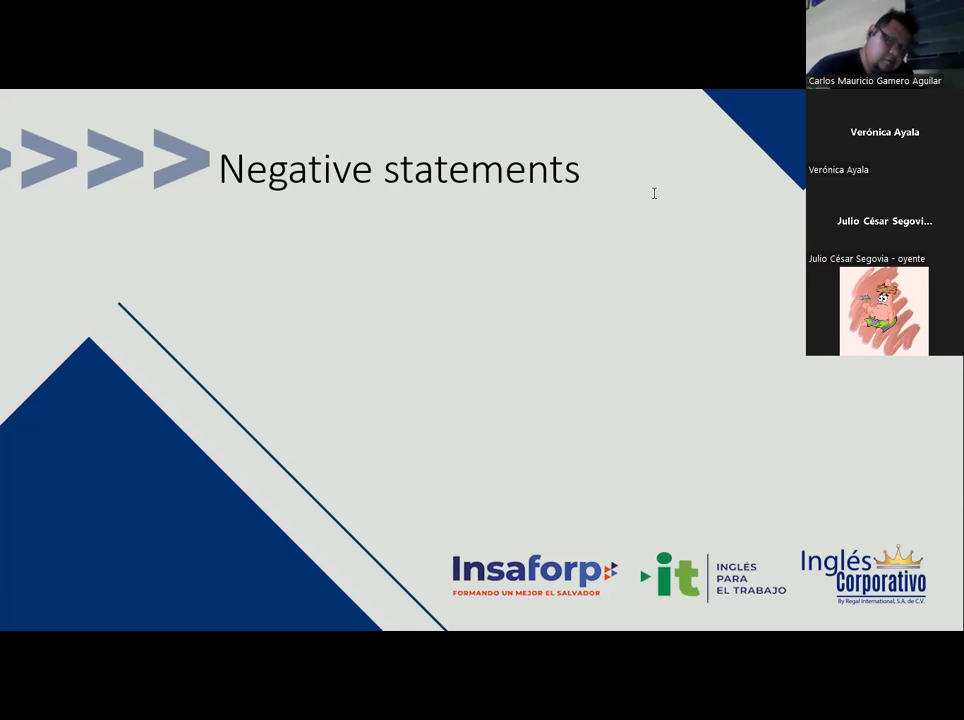 Carlos Mauricio Gamero Aguilar
Verónica Ayala
Verónica Ayala
Julio César Segovi...
Julio César Segovia - oyente
>>>> Negative statements
Insaforp
FORMANDO UN MEJOR EL SALVADOR
it
INGLÉS
PARA
EL TRABAJO
Inglés
Corporativo
By Regal International, S.A. de C.V.